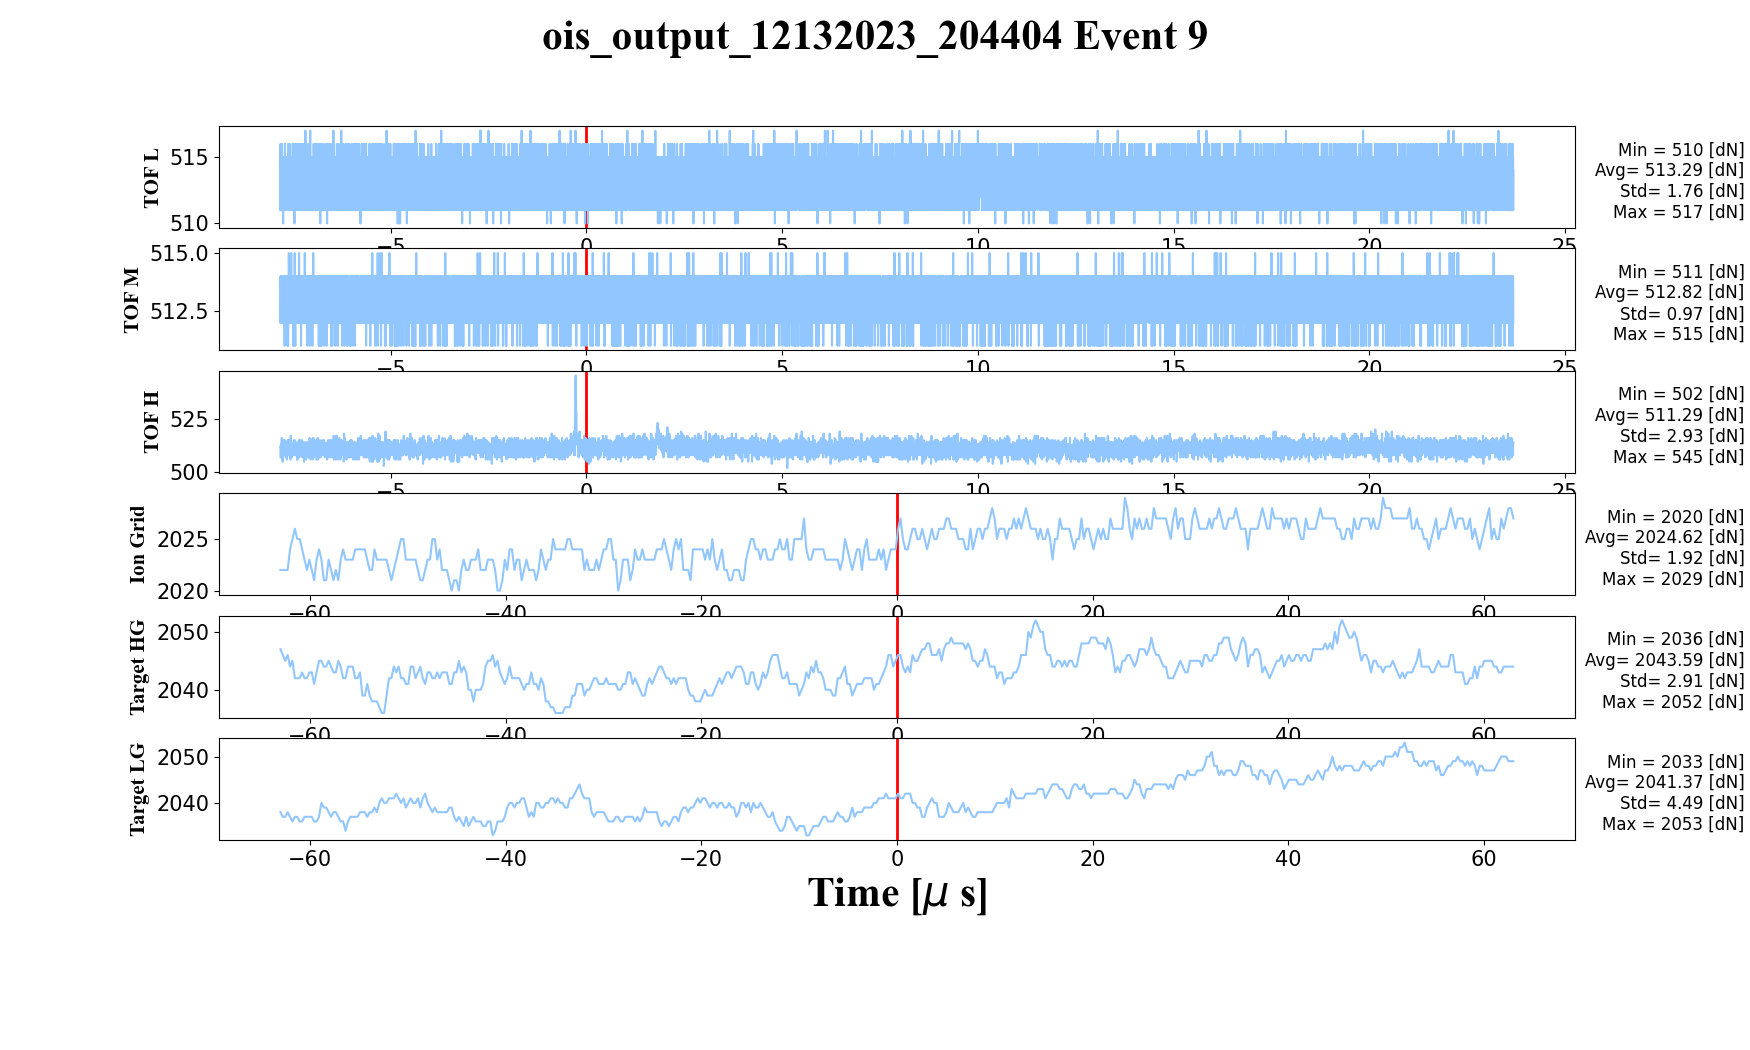 ois_output_12132023_204404 Event 9
TOF L
515
510
−5 0 5 10 15 20 25
Min = 510 [dN]
Avg= 513.29 [dN]
Std= 1.76 [dN]
Max = 517 [dN]
TOF M
515.0
512.5
−5 0 5 10 15 20 25
Min = 511 [dN]
Avg= 512.82 [dN]
Std= 0.97 [dN]
Max = 515 [dN]
TOF H
525
500
−5 0 5 10 15 20 25
Min = 502 [dN]
Avg= 511.29 [dN]
Std= 2.93 [dN]
Max = 545 [dN]
Ion Grid
2025
2020
−60 −40 −20 0 20 40 60
Min = 2020 [dN]
Avg= 2024.62 [dN]
Std= 1.92 [dN]
Max = 2029 [dN]
Target HG
2050
2040
−60 −40 −20 0 20 40 60
Min = 2036 [dN]
Avg= 2043.59 [dN]
Std= 2.91 [dN]
Max = 2052 [dN]
Target LG
2050
2040
−60 −40 −20 0 20 40 60
Min = 2033 [dN]
Avg= 2041.37 [dN]
Std= 4.49 [dN]
Max = 2053 [dN]
Time [μ s]